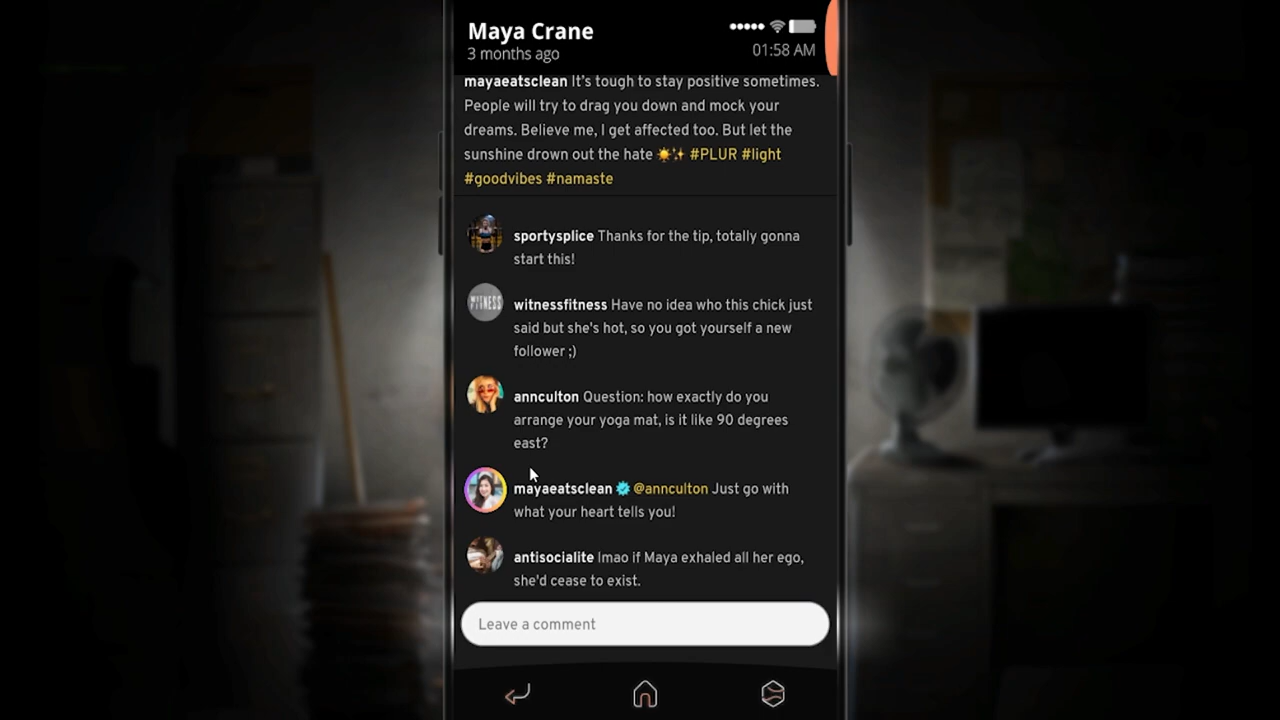 Maya Crane
3 months ago
01:58 AM
mayaeatsclean It's tough to stay positive sometimes.
People will try to drag you down and mock your
dreams. Believe me, I get affected too. But let the
sunshine drown out the hate ☀️✨ #PLUR #light
#goodvibes #namaste
sportysplice Thanks for the tip, totally gonna
start this!
WITNESS
FITNESS
witnessfitness Have no idea who this chick just
said but she's hot, so you got yourself a new
follower ;)
annculton Question: how exactly do you
arrange your yoga mat, is it like 90 degrees
east?
mayaeatsclean @annculton Just go with
what your heart tells you!
antisocialite lmao if Maya exhaled all her ego,
she'd cease to exist.
Leave a comment